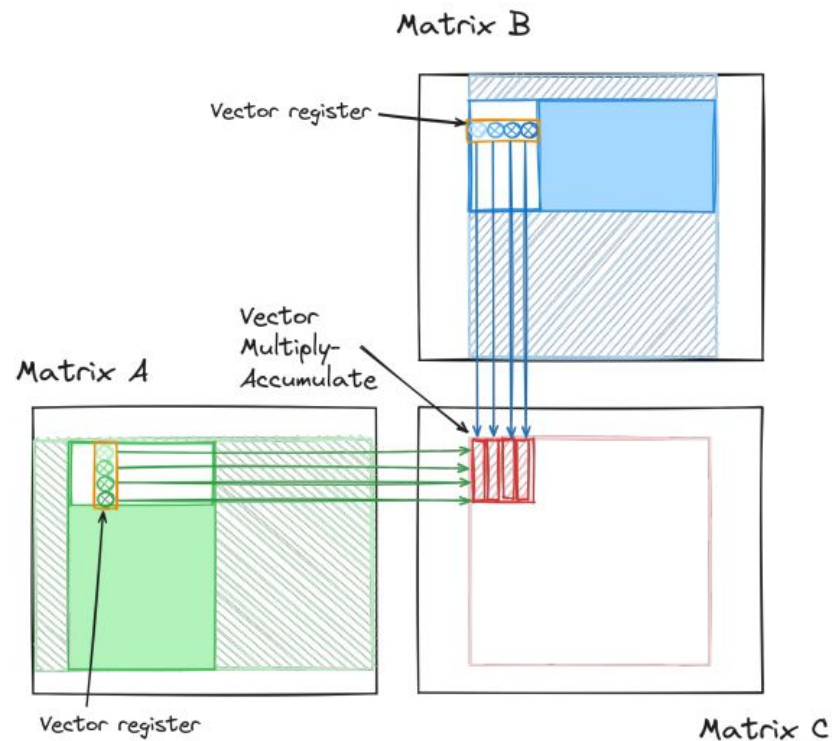 Matrix B
Vector register
Vector
Multiply-
Accumulate
Matrix A
Vector register
Matrix C